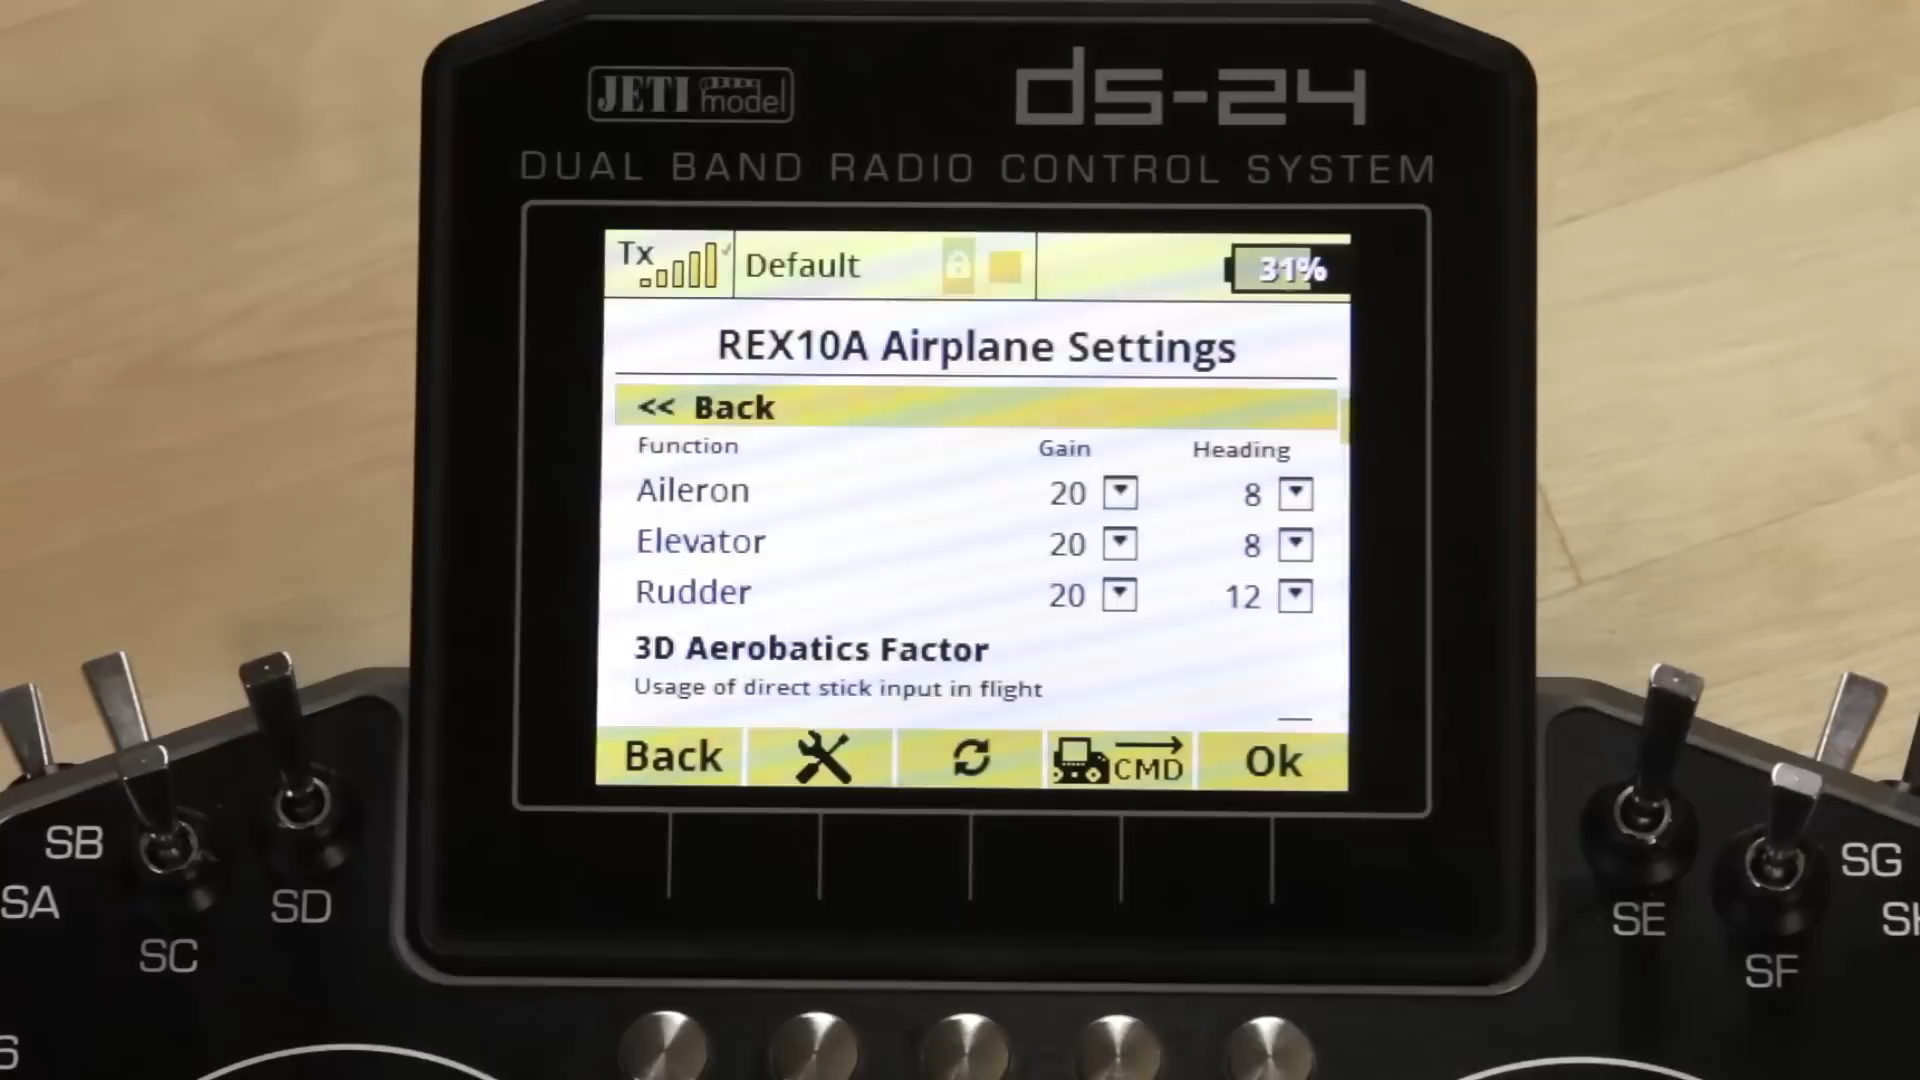 JETI model
ds-24
DUAL BAND RADIO CONTROL SYSTEM
Tx Default 31%
REX10A Airplane Settings
<< Back
Function Gain Heading
Aileron 20 8
Elevator 20 8
Rudder 20 12
3D Aerobatics Factor
Usage of direct stick input in flight
Back CMD Ok
SB
SA
SC
SD
SE
SF
SG